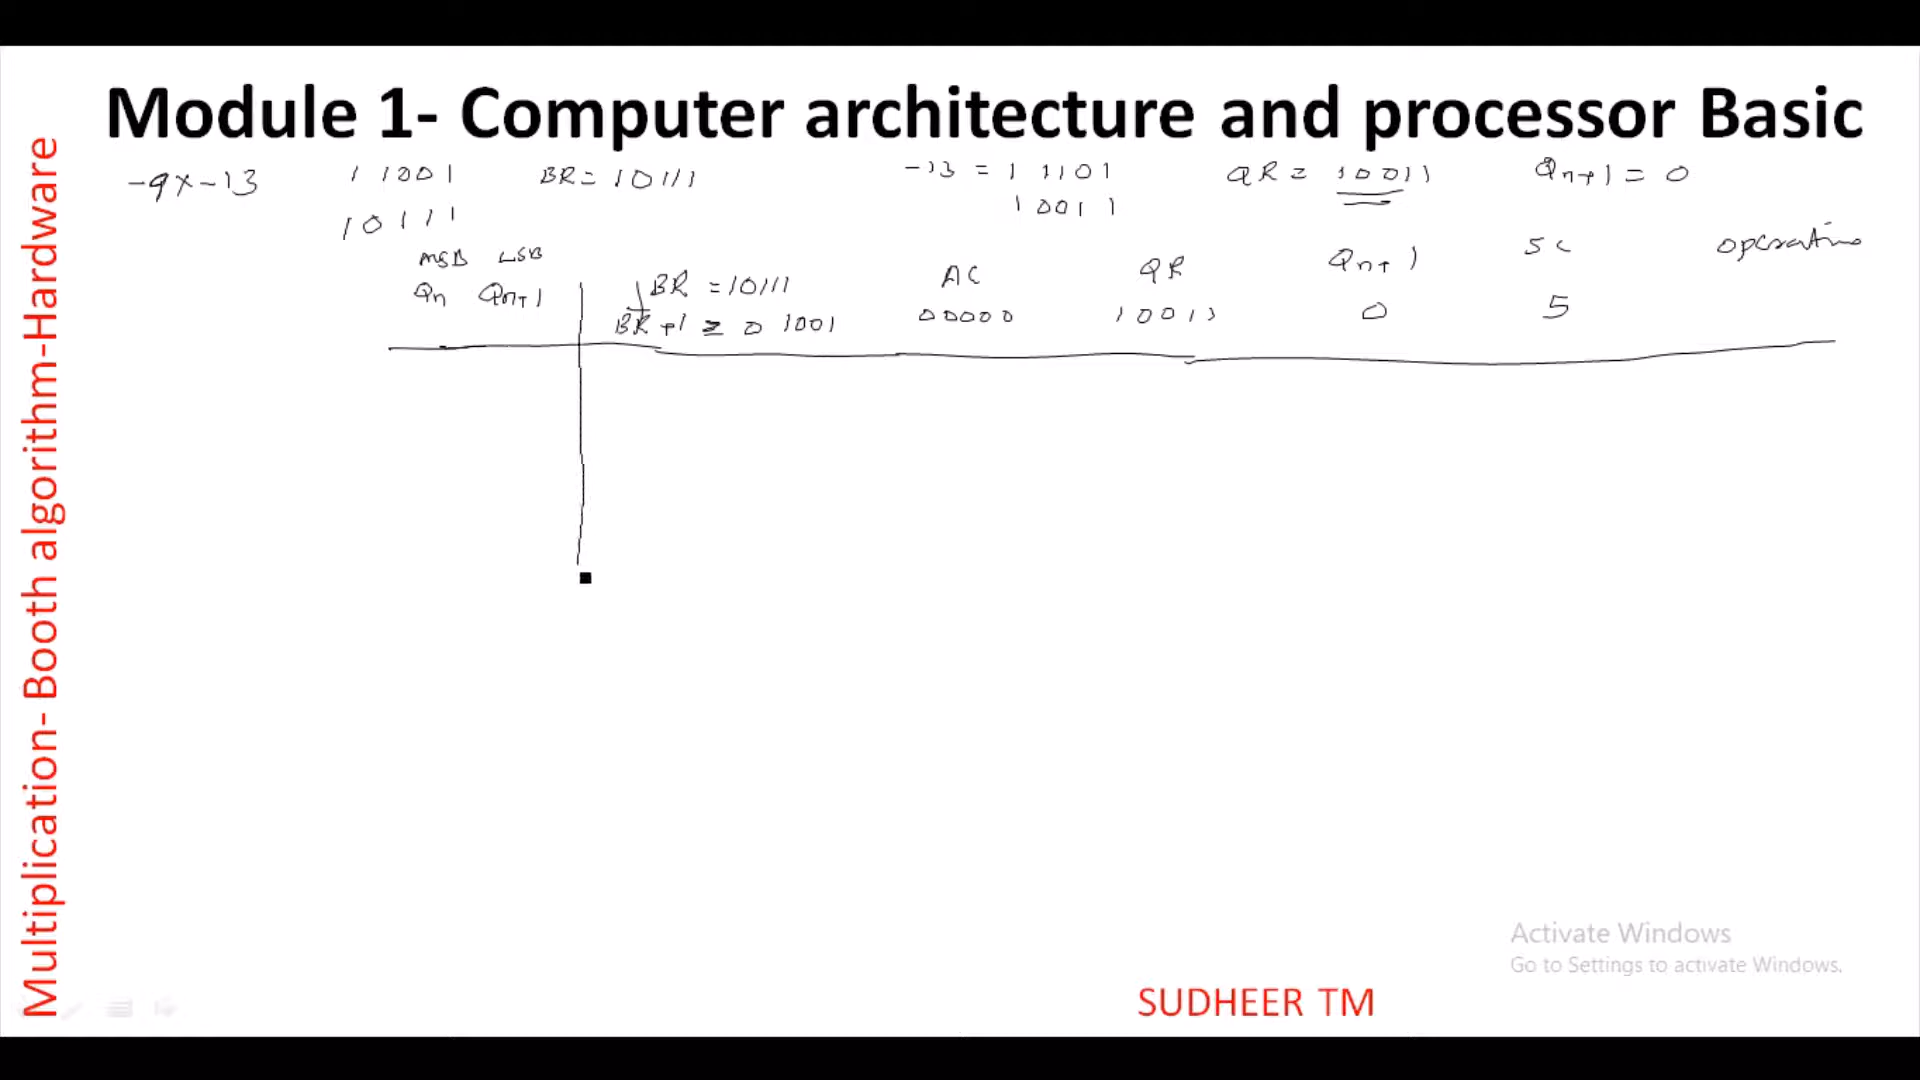 Module 1- Computer architecture and processor Basic
Multiplication- Booth algorithm-Hardware
-9x-13 11001 BR=10111 -13=11101 QR=10011 Qn+1=0
10111 10011
MSB LSB
Qn Qn+1 BR=10111 AC QR Qn+1 SC operation
BR+1=01001 00000 10011 0 5
Activate Windows
Go to Settings to activate Windows.
SUDHEER TM